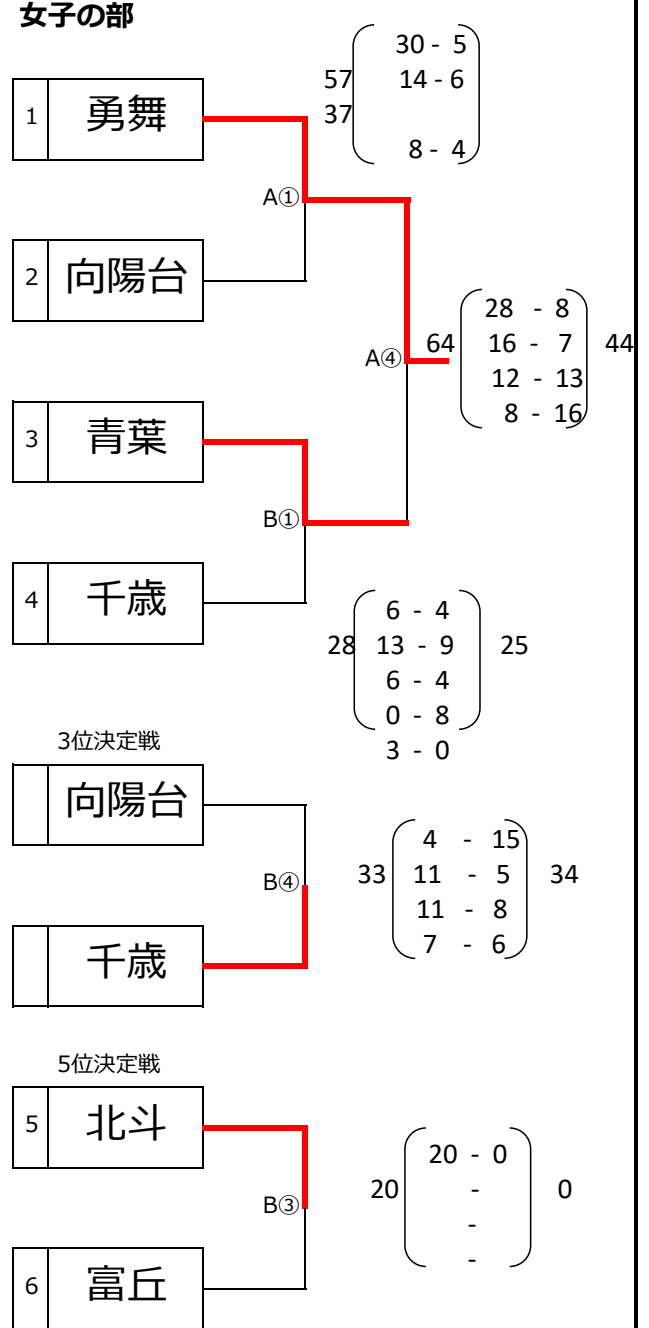 女子の部
30 - 5
57 14 - 6
37
8 - 4
1 勇舞
A①
2 向陽台
28 - 8
64 16 - 7 44
12 - 13
8 - 16
A④
3 青葉
B①
4 千歳
6 - 4
28 13 - 9 25
6 - 4
0 - 8
3 - 0
3位決定戦
向陽台
4 - 15
33 11 - 5 34
11 - 8
7 - 6
B④
千歳
5位決定戦
5 北斗
20 - 0
20 - 0
-
-
B③
6 富丘